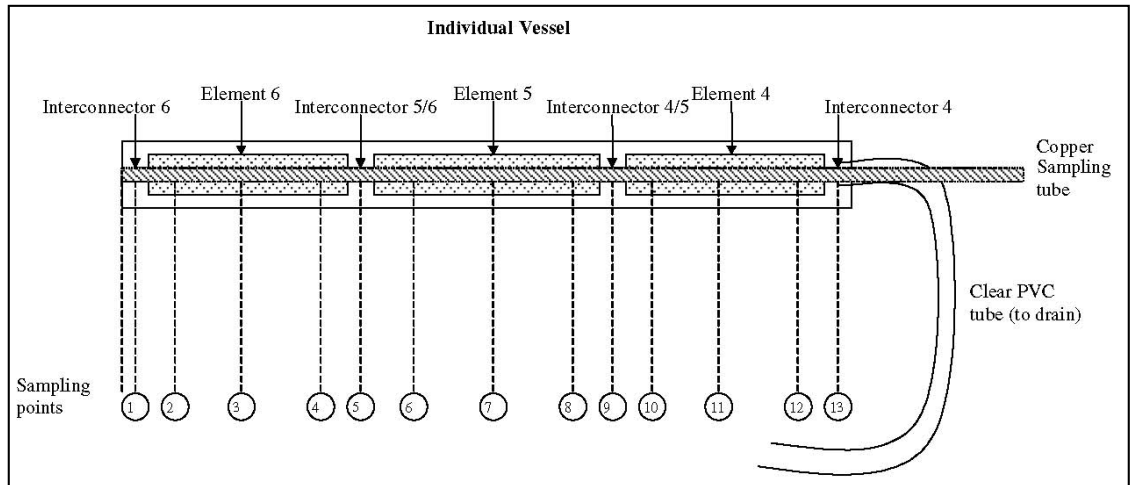 Individual Vessel
Interconnector 6
Element 6
Interconnector 5/6
Element 5
Interconnector 4/5
Element 4
Interconnector 4
Copper
Sampling
tube
Clear PVC
tube (to drain)
Sampling
points
1 2 3 4 5 6 7 8 9 10 11 12 13